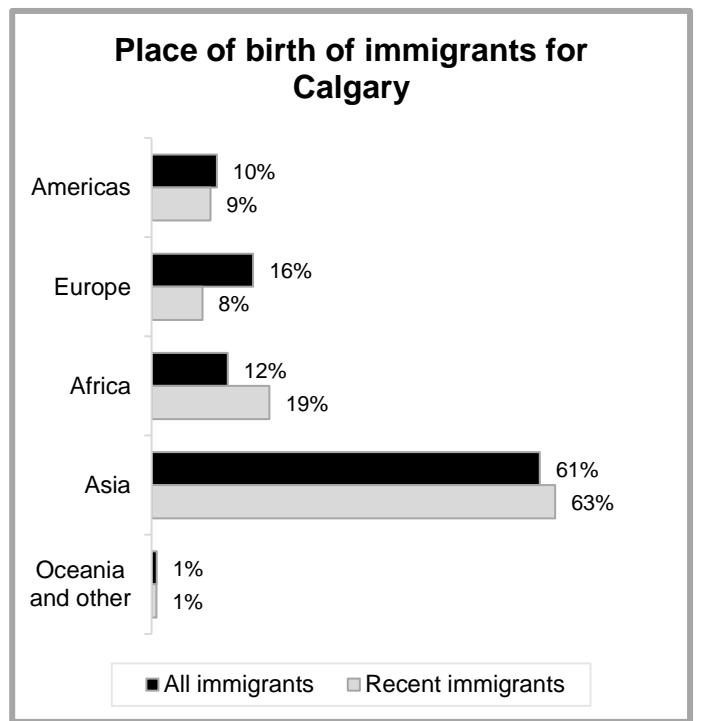 Place of birth of immigrants for
Calgary
Americas
10%
9%
Europe
16%
8%
Africa
12%
19%
Asia
61%
63%
Oceania
and other
1%
1%
All immigrants
Recent immigrants